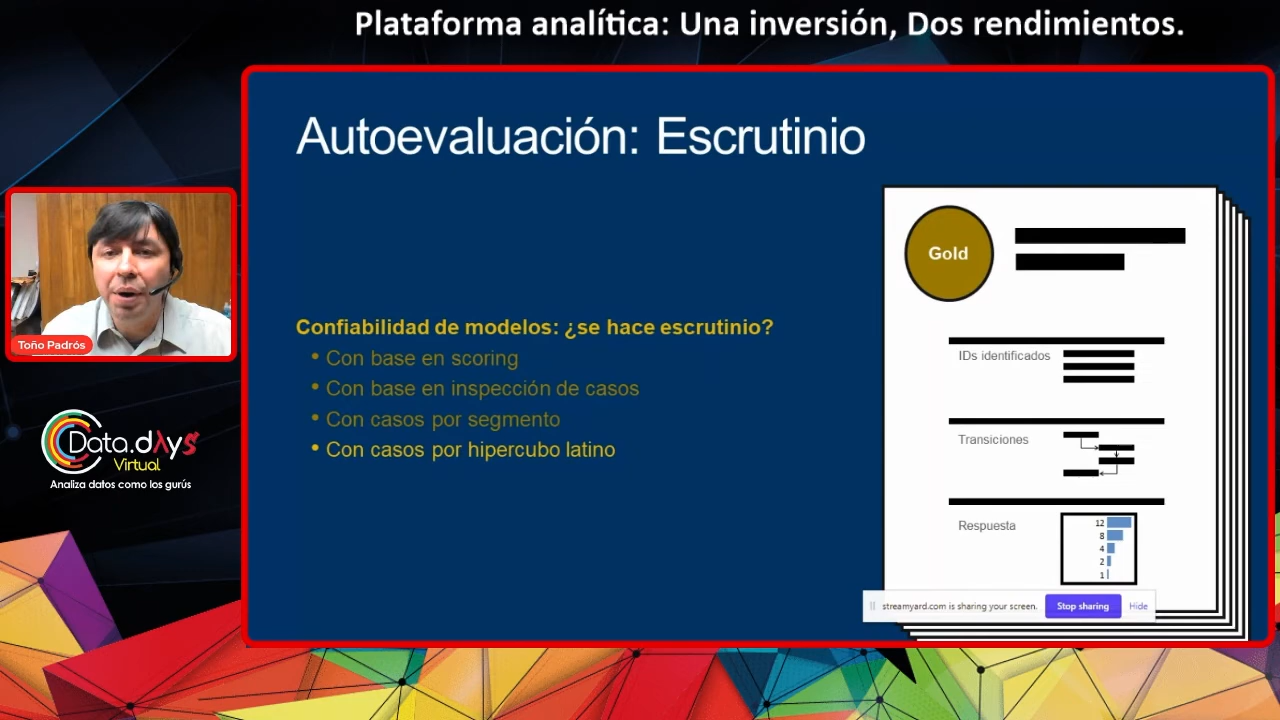 Plataforma analítica: Una inversión, Dos rendimientos.
Autoevaluación: Escrutinio
Confiabilidad de modelos: ¿se hace escrutinio?
• Con base en scoring
• Con base en inspección de casos
• Con casos por segmento
• Con casos por hipercubo latino
Gold
IDs identificados
Transiciones
Respuesta
12
8
4
2
1
streamyard.com is sharing your screen.
Stop sharing
Hide
Toño Padrós
Data.dAys
Virtual
Analiza datos como los gurús